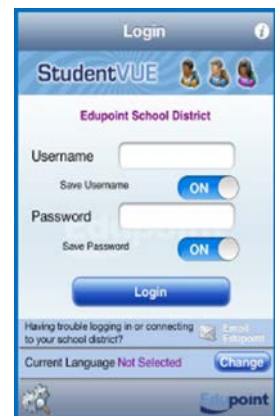 Login
StudentVUE
Edupoint School District
Username
Save Username ON
Password
Save Password ON
Login
Having trouble logging in or connecting
to your school district?
Email
Edupoint
Current Language Not Selected Change
Edupoint